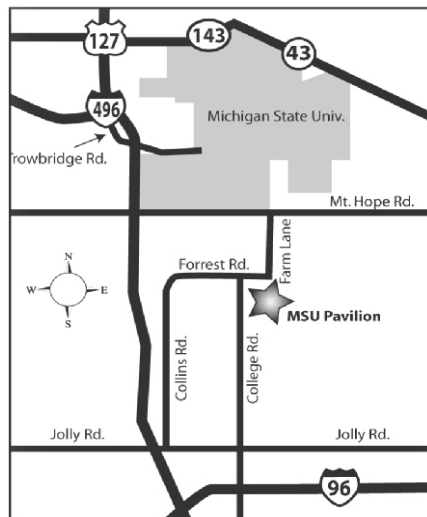 127
143
43
496
Michigan State Univ.
Trowbridge Rd.
Mt. Hope Rd.
N
W E
S
Forrest Rd.
Farm Lane
MSU Pavilion
Collins Rd.
College Rd.
Jolly Rd.
Jolly Rd.
96